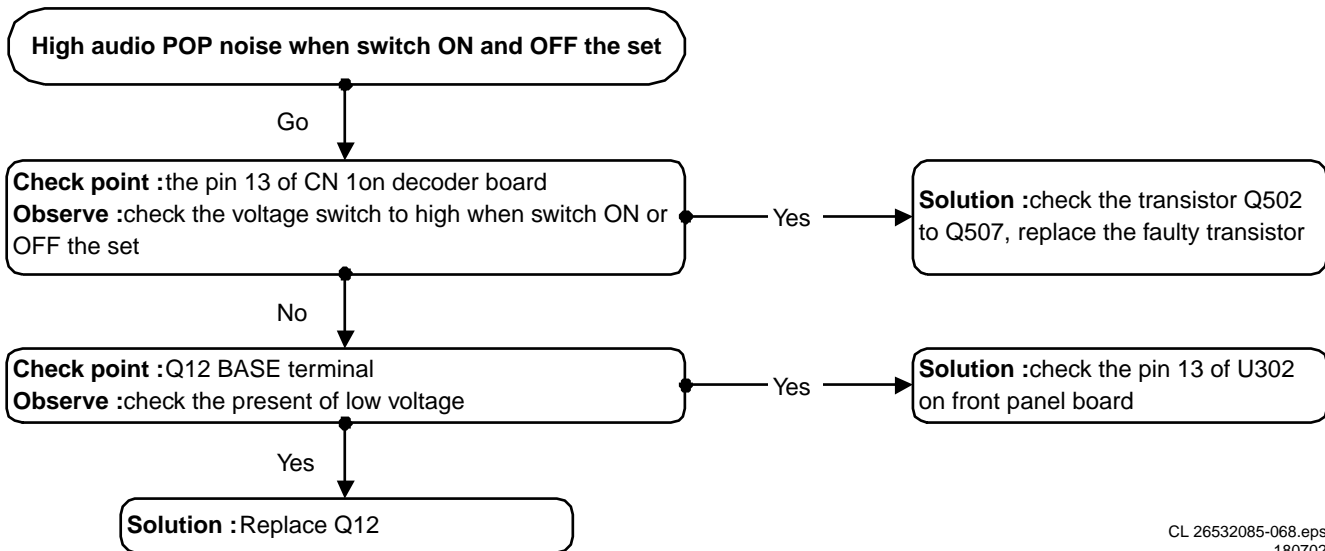 High audio POP noise when switch ON and OFF the set
Go
Check point :the pin 13 of CN 1on decoder board
Observe :check the voltage switch to high when switch ON or
OFF the set
Yes
Solution :check the transistor Q502
to Q507, replace the faulty transistor
No
Check point :Q12 BASE terminal
Observe :check the present of low voltage
Yes
Solution :check the pin 13 of U302
on front panel board
Yes
Solution :Replace Q12
CL 26532085-068.eps
180702